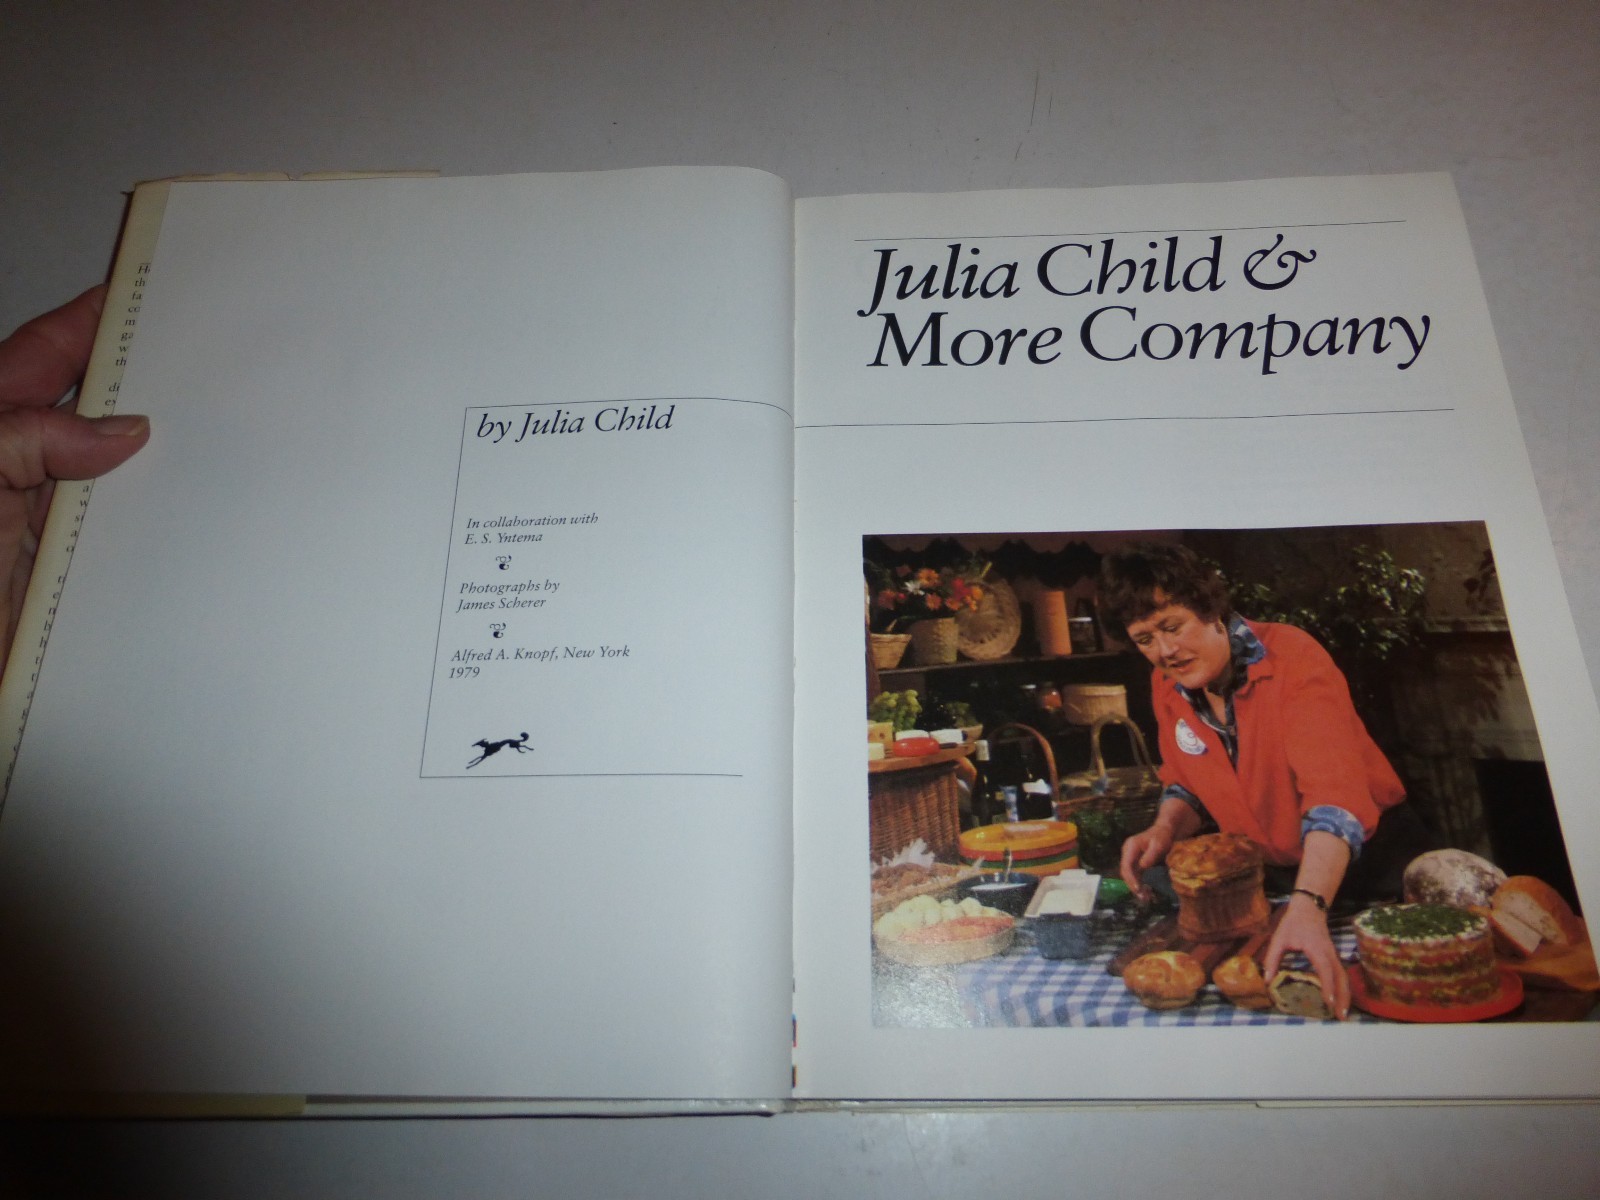 by Julia Child
In collaboration with
E. S. Yntema
Photographs by
James Scherer
Alfred A. Knopf, New York
1979
Julia Child &
More Company